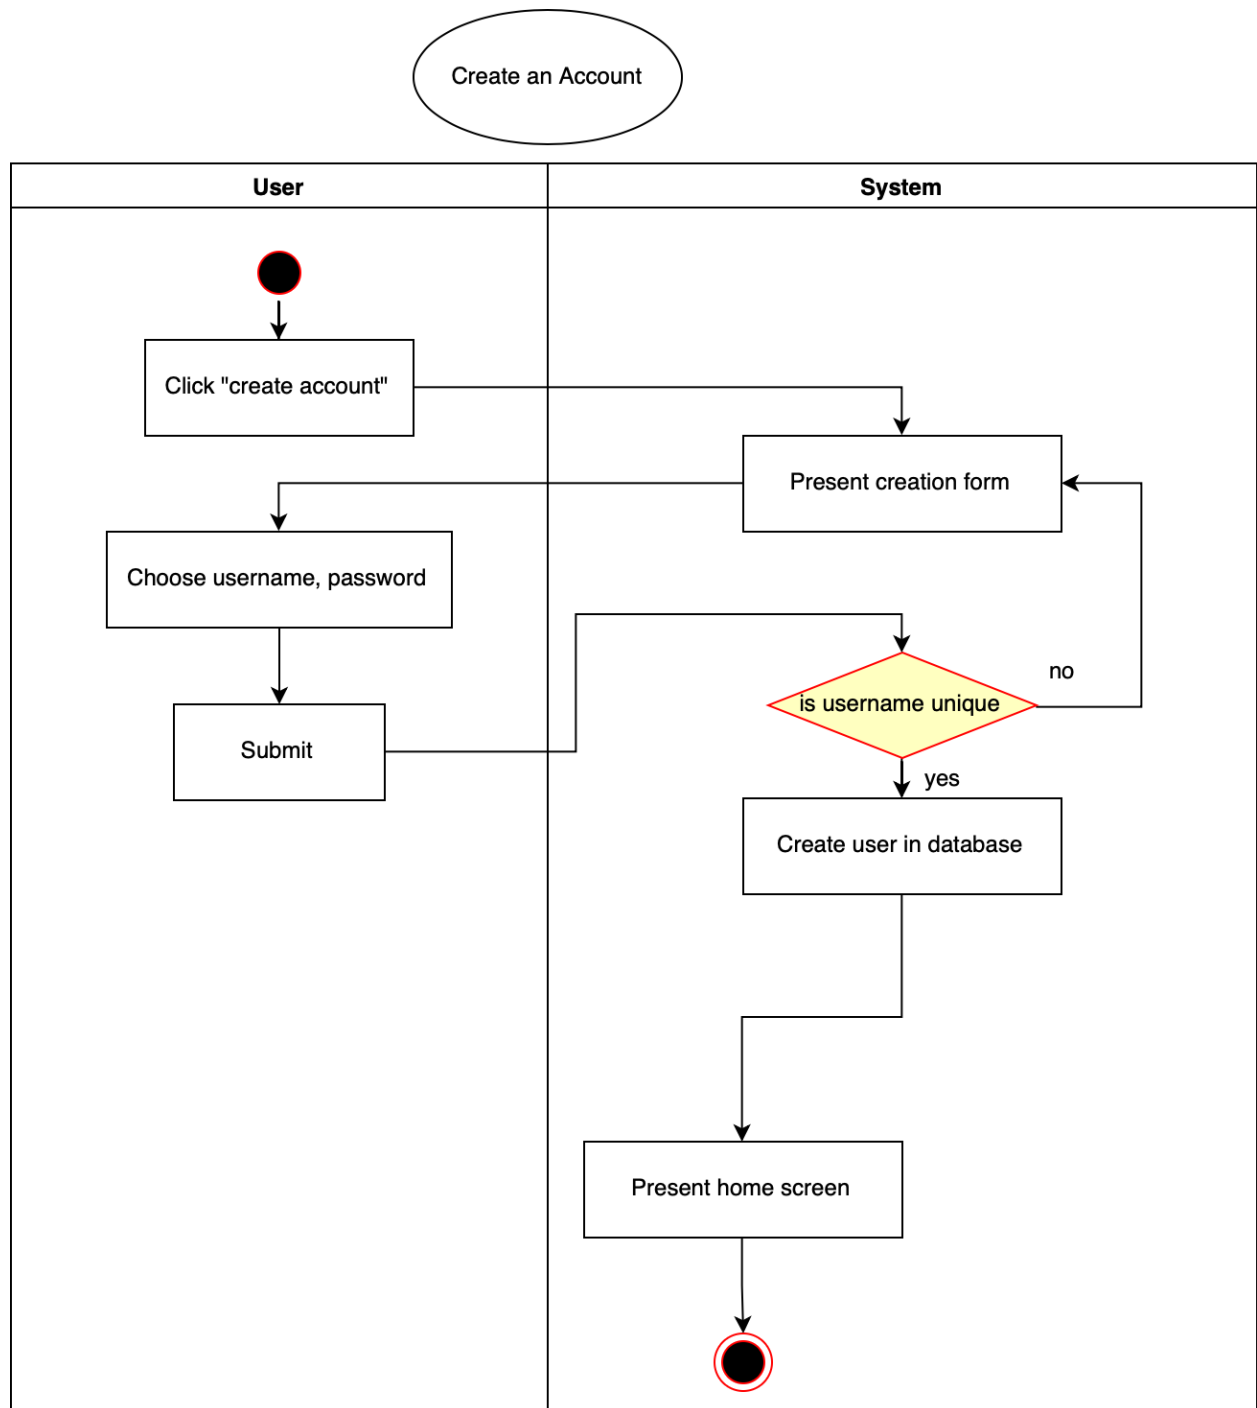 Create an Account
User
System
Click "create account"
Present creation form
Choose username, password
Submit
is username unique
no
yes
Create user in database
Present home screen